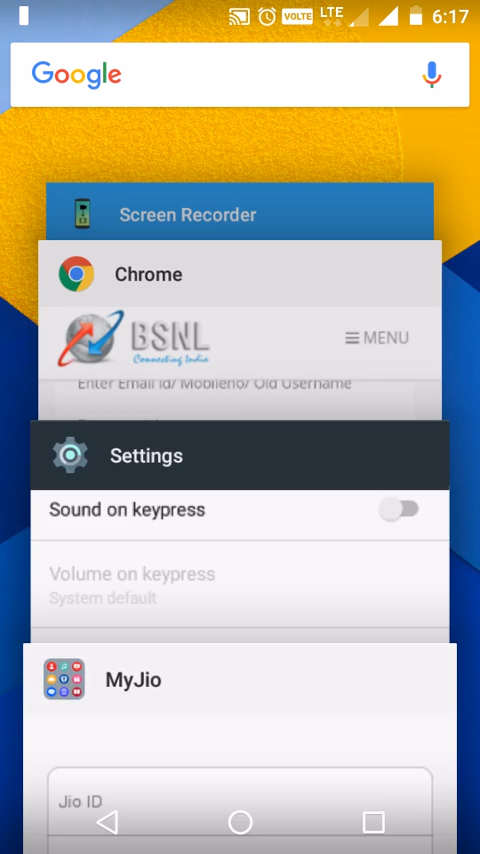 VOLTE LTE 6:17
Google
Screen Recorder
Chrome
BSNL
Connecting India
MENU
Enter Email id/ Mobileno/ Old Username
Settings
Sound on keypress
Volume on keypress
System default
MyJio
Jio ID